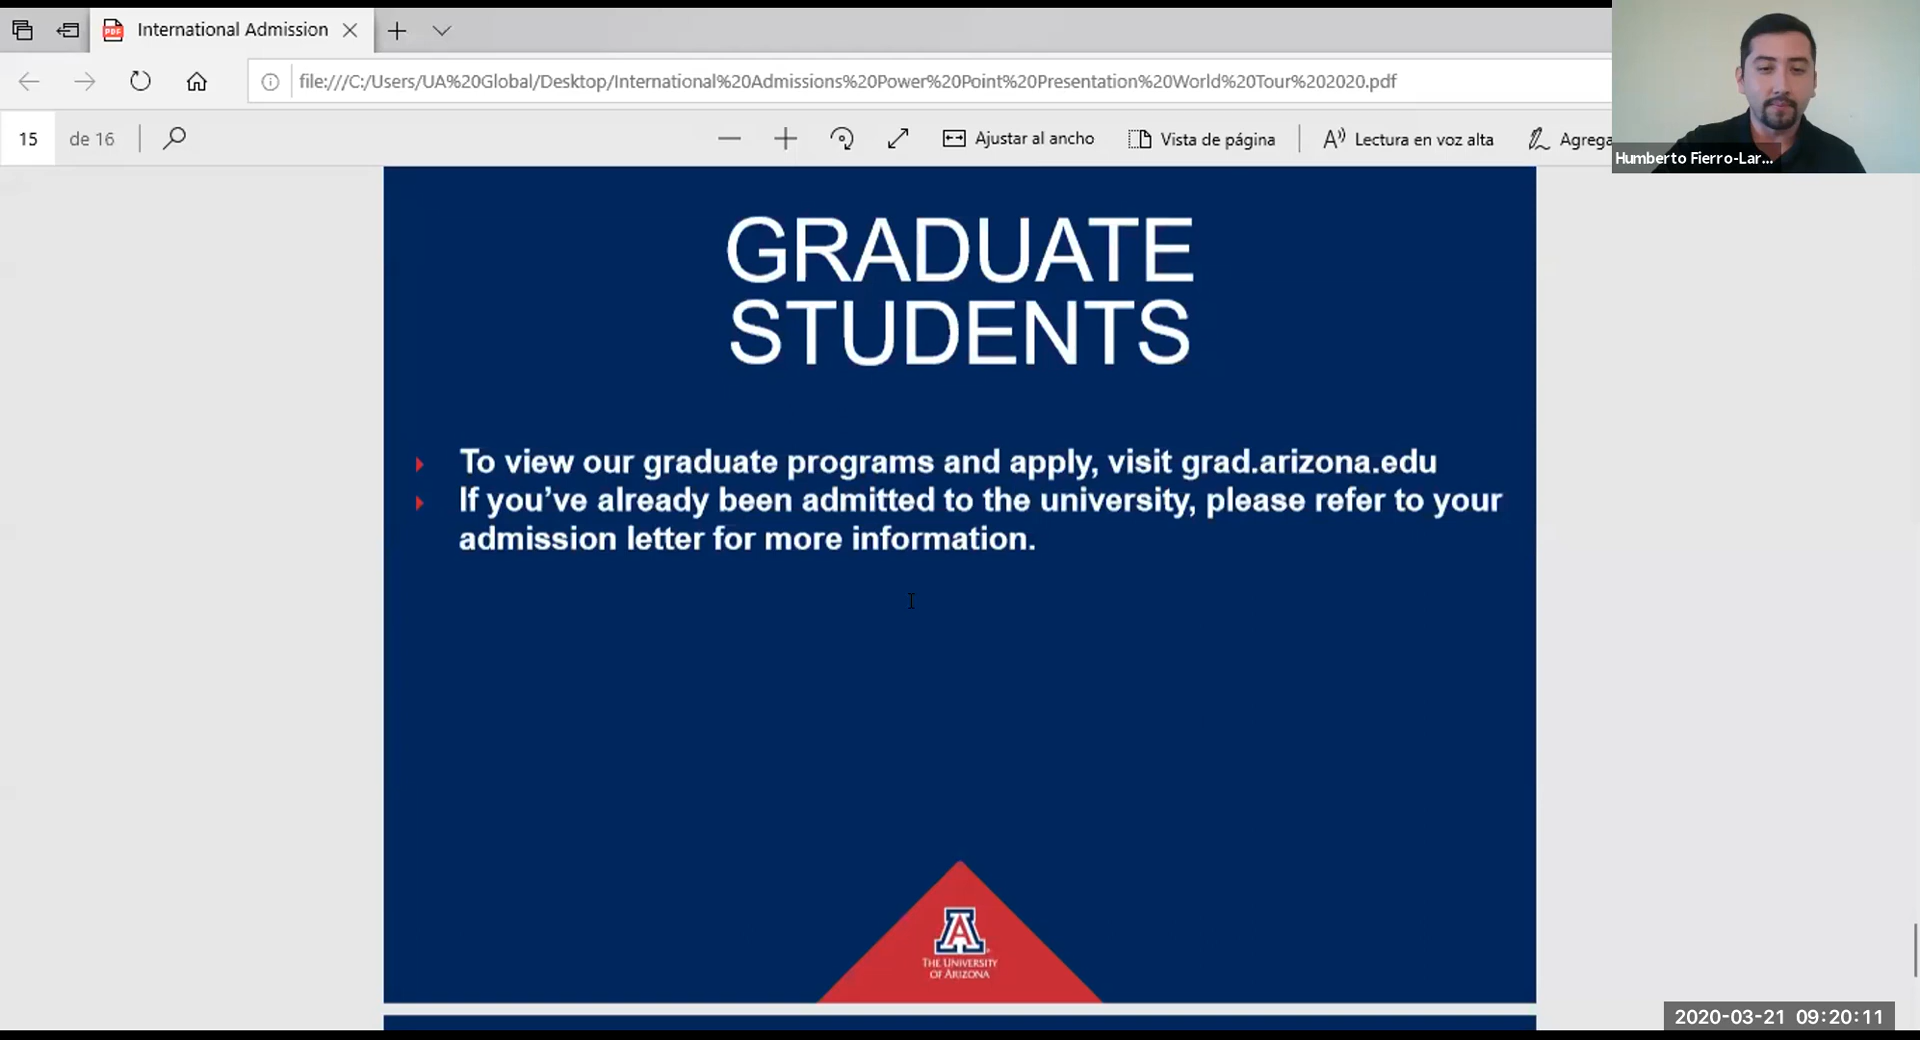 International Admission
file:///C:/Users/UA%20Global/Desktop/International%20Admissions%20Power%20Point%20Presentation%20World%20Tour%202020.pdf
15 de 16
Ajustar al ancho
Vista de página
Lectura en voz alta
Agrega
Humberto Fierro-Lar...
GRADUATE
STUDENTS
To view our graduate programs and apply, visit grad.arizona.edu
If you’ve already been admitted to the university, please refer to your
admission letter for more information.
A
THE UNIVERSITY
OF ARIZONA
2020-03-21 09:20:11